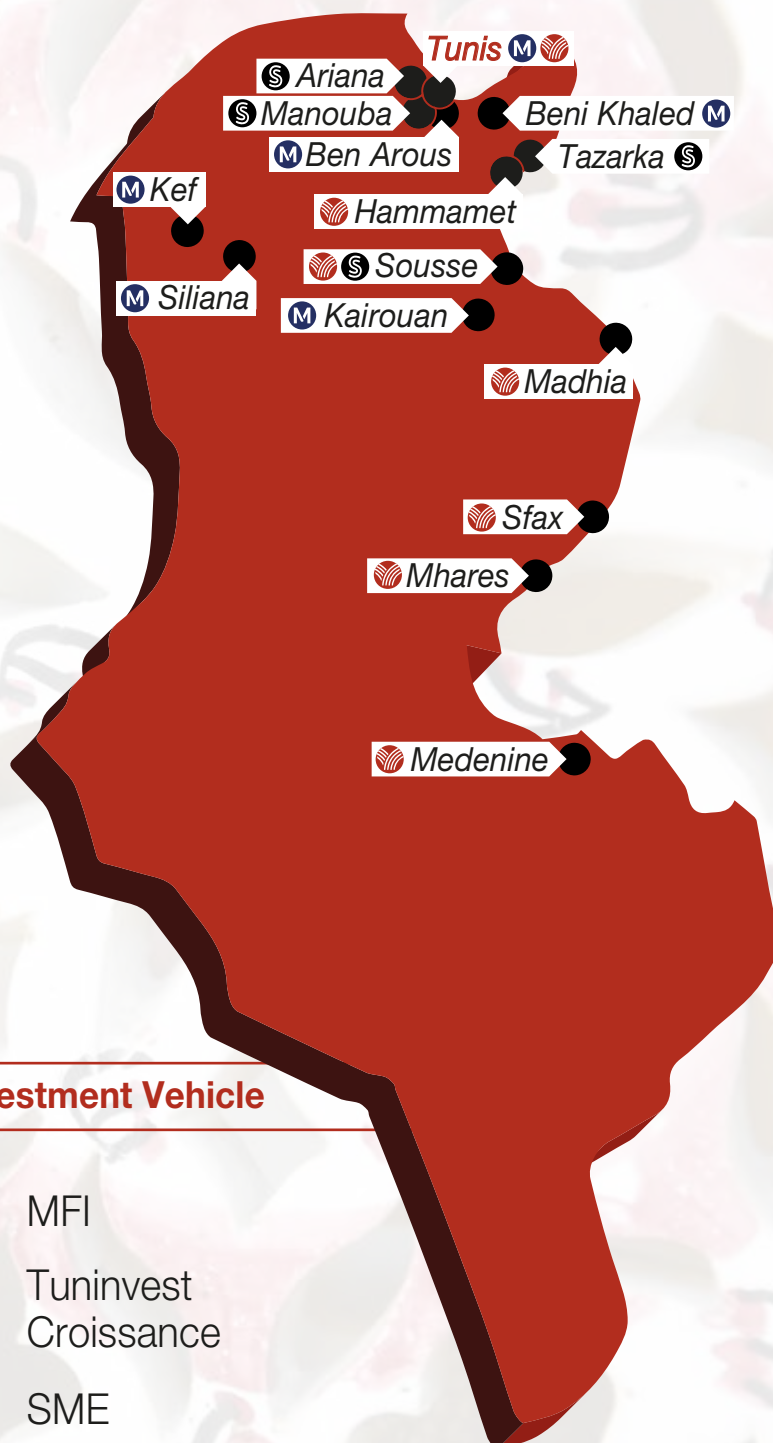 Tunis M
S Ariana
S Manouba
Beni Khaled M
M Ben Arous
Tazarka S
M Kef
Hammamet
S Sousse
M Siliana
M Kairouan
Madhia
Sfax
Mhares
Medenine
estment Vehicle
MFI
Tuninvest
Croissance
SME